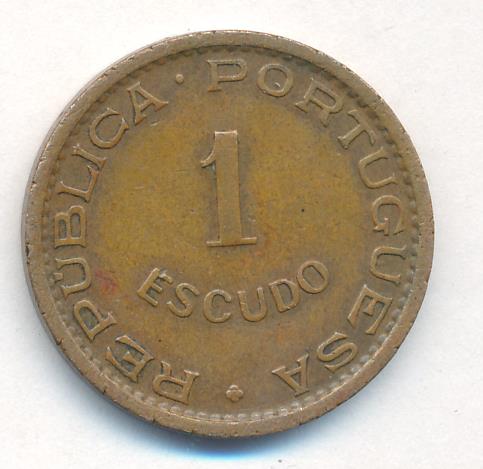 REPÚBLICA · PORTUGUESA
1
ESCUDO